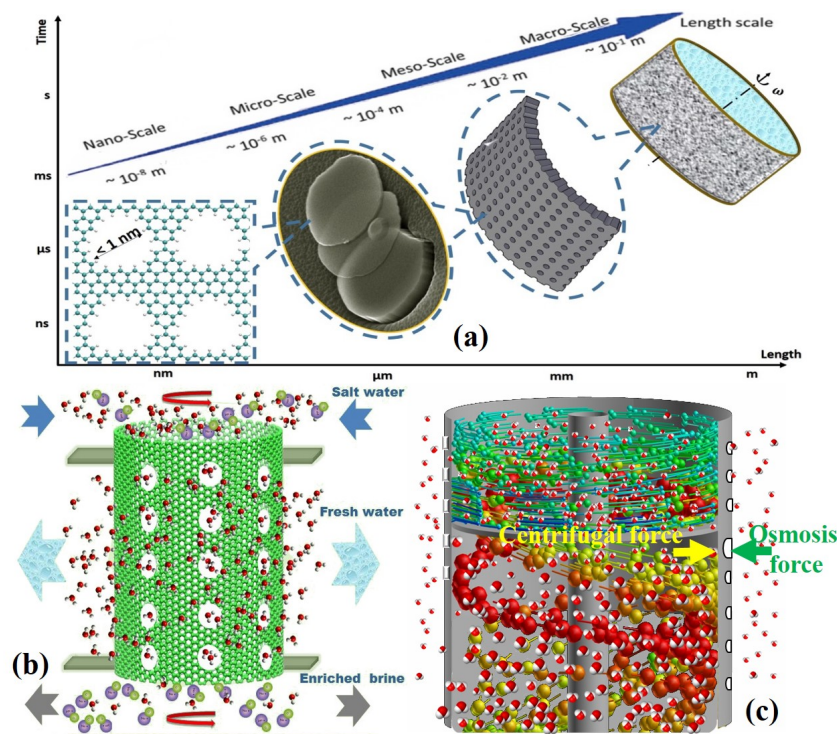 Time
Length scale
Macro-Scale
~ 10⁻¹ m
Meso-Scale
~ 10⁻² m
Micro-Scale
~ 10⁻⁴ m
Nano-Scale
~ 10⁻⁶ m
~ 10⁻⁸ m
ω
s
ms
< 1 nm
μs
ns
(a)
Length
nm
μm
mm
m
Salt water
Fresh water
(b)
Enriched brine
Centrifugal force
Osmosis
force
(c)